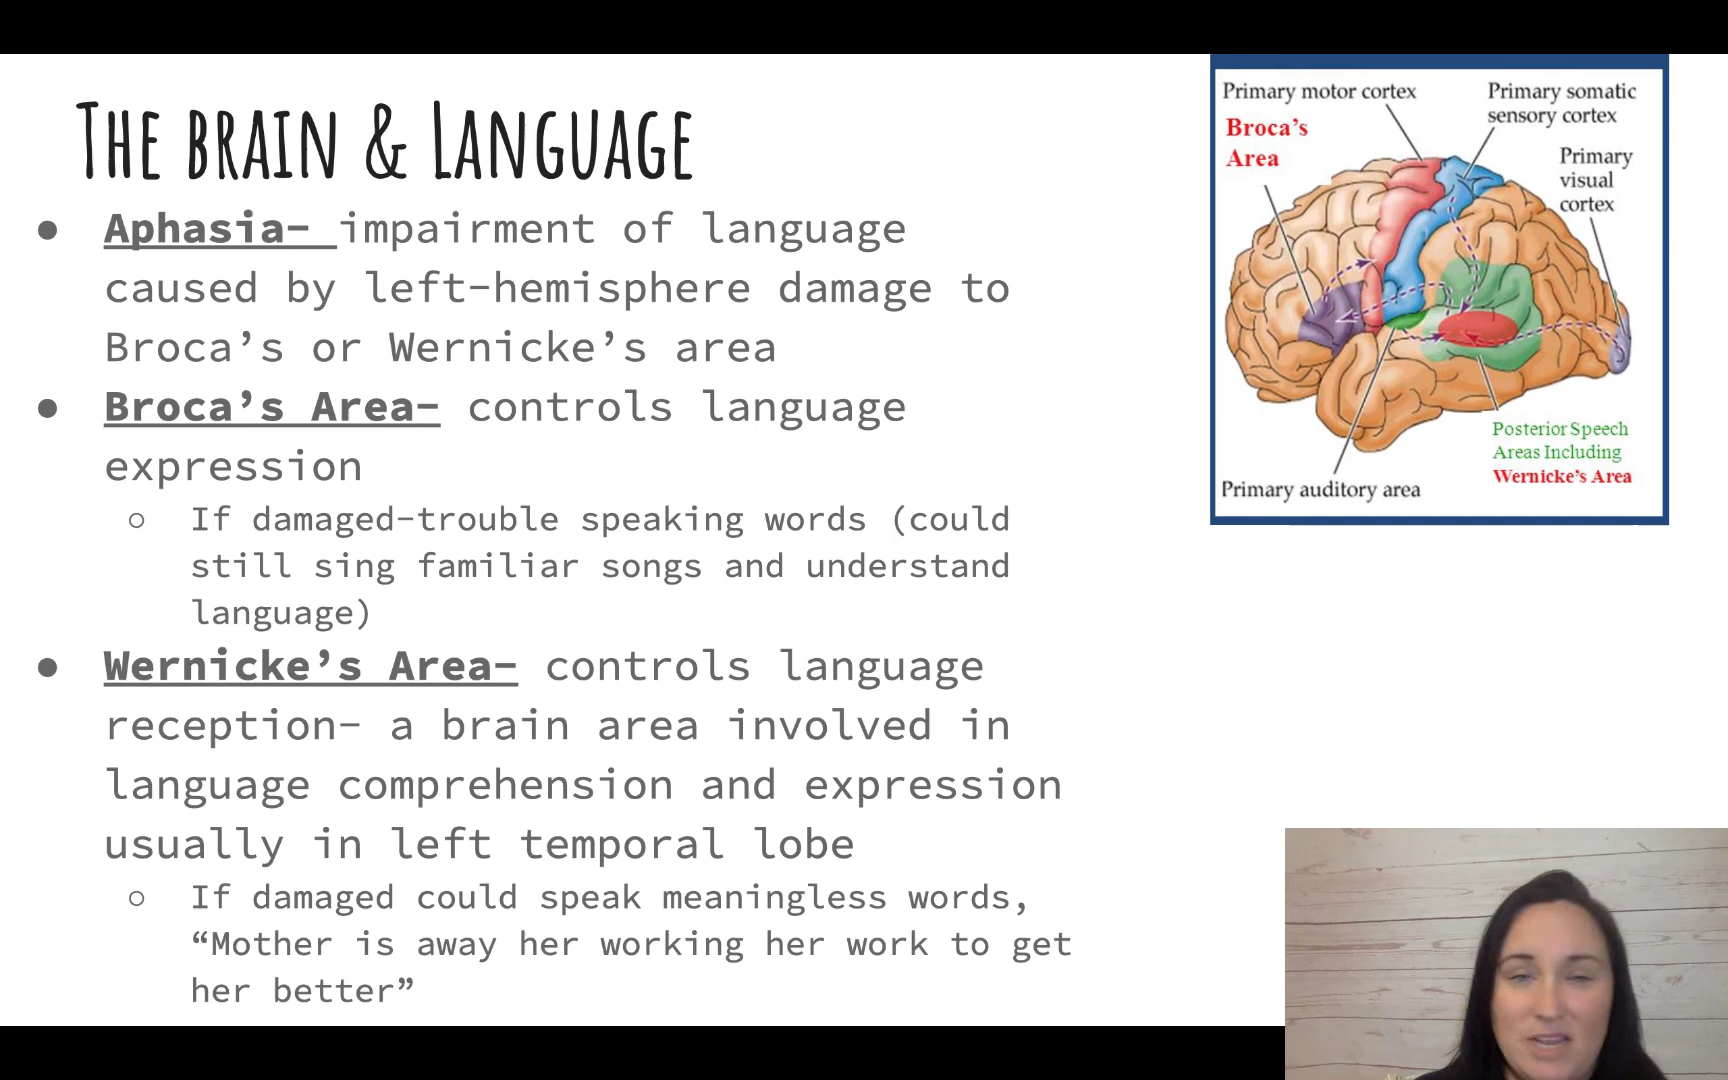 The brain & Language
● Aphasia- impairment of language
caused by left-hemisphere damage to
Broca’s or Wernicke’s area
● Broca’s Area- controls language
expression
○ If damaged-trouble speaking words (could
still sing familiar songs and understand
language)
● Wernicke’s Area- controls language
reception- a brain area involved in
language comprehension and expression
usually in left temporal lobe
○ If damaged could speak meaningless words,
“Mother is away her working her work to get
her better”
Primary motor cortex
Broca’s
Area
Primary somatic
sensory cortex
Primary
visual
cortex
Posterior Speech
Areas Including
Wernicke’s Area
Primary auditory area